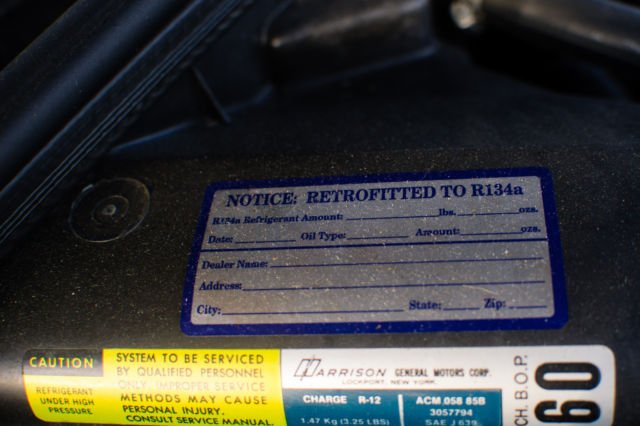 NOTICE: RETROFITTED TO R134a
R134a Refrigerant Amount: lbs. ozs.
Date: Oil Type: Amount: ozs.
Dealer Name:
Address:
City: State: Zip:
CAUTION
REFRIGERANT
UNDER HIGH
PRESSURE
SYSTEM TO BE SERVICED
BY QUALIFIED PERSONNEL
ONLY. IMPROPER SERVICE
METHODS MAY CAUSE
PERSONAL INJURY.
CONSULT SERVICE MANUAL.
HARRISON GENERAL MOTORS CORP.
LOCKPORT, NEW YORK.
CHARGE R-12
1.47 Kg (3.25 LBS)
ACM 058 85B
3057794
SAE J 639
CH. B.O.P.
60